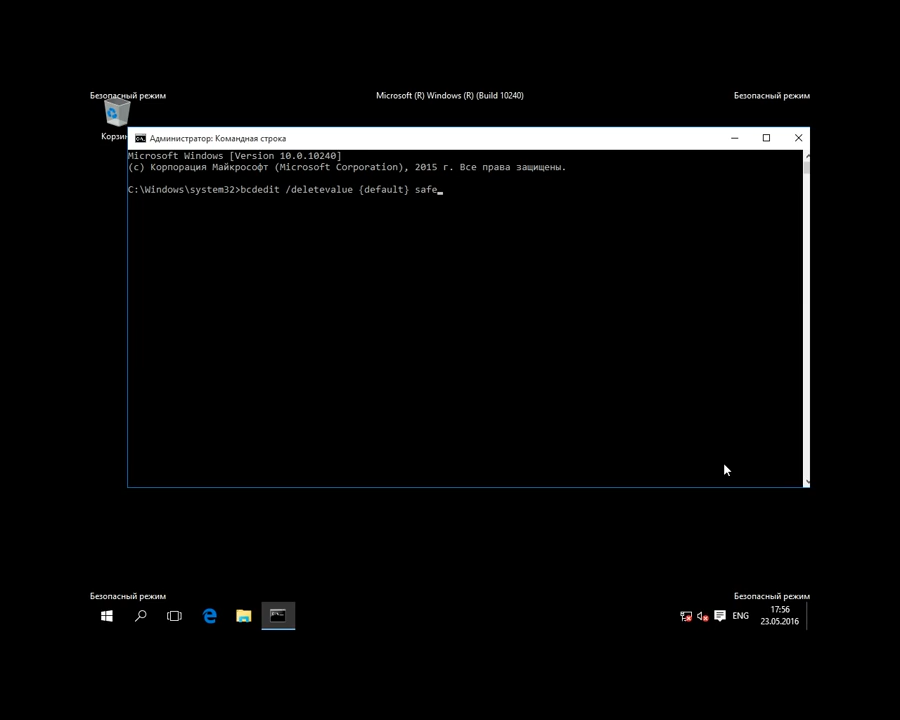 Безопасный режим
Microsoft (R) Windows (R) (Build 10240)
Безопасный режим
Корзин
Администратор: Командная строка
Microsoft Windows [Version 10.0.10240]
(c) Корпорация Майкрософт (Microsoft Corporation), 2015 г. Все права защищены.
C:\Windows\system32>bcdedit /deletevalue {default} safe_
Безопасный режим
Безопасный режим
ENG
17:56
23.05.2016